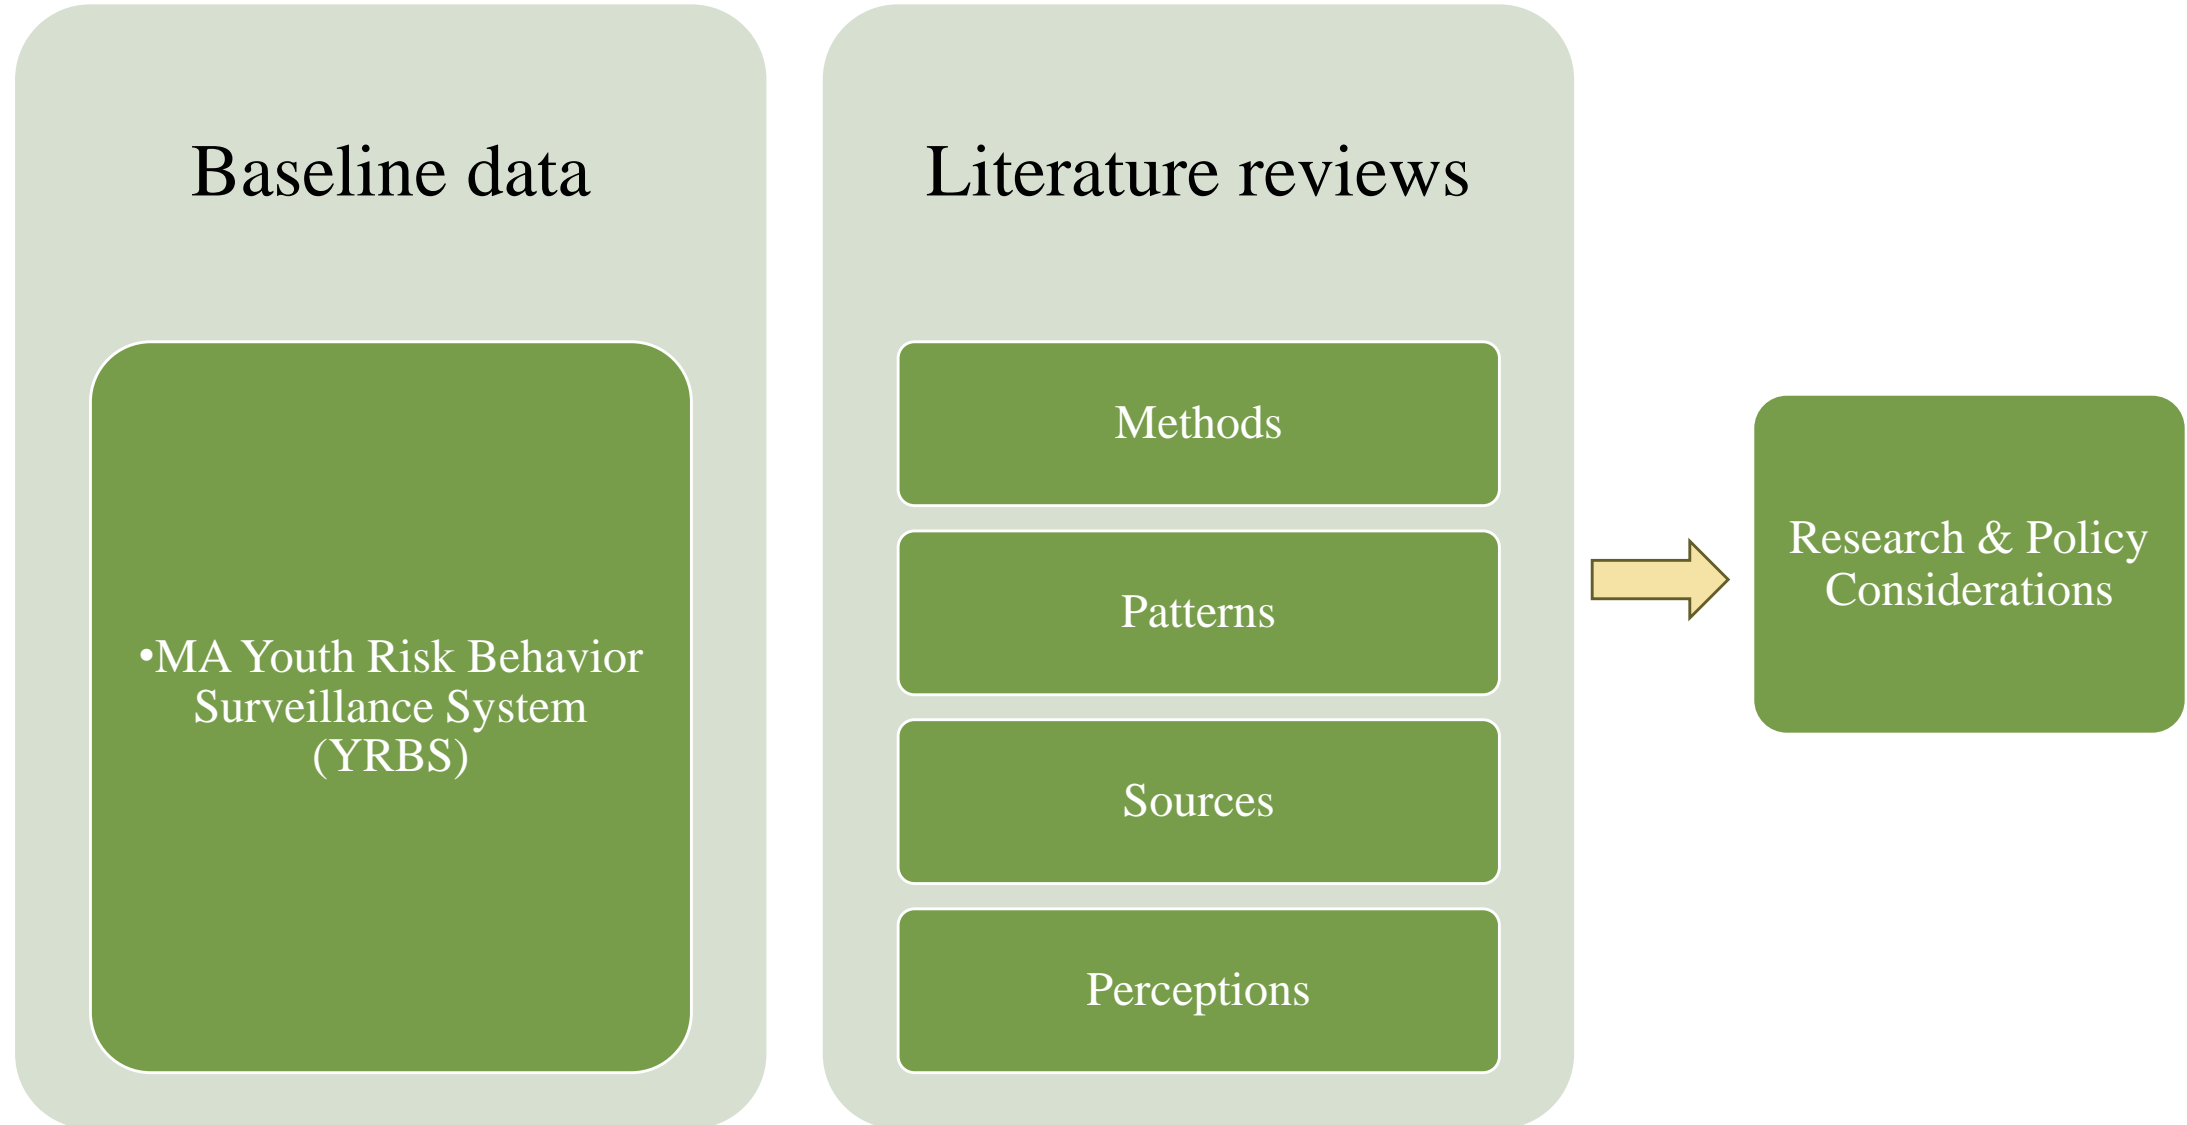 Baseline data
•MA Youth Risk Behavior
Surveillance System
(YRBS)
Literature reviews
Methods
Patterns
Sources
Perceptions
Research & Policy
Considerations